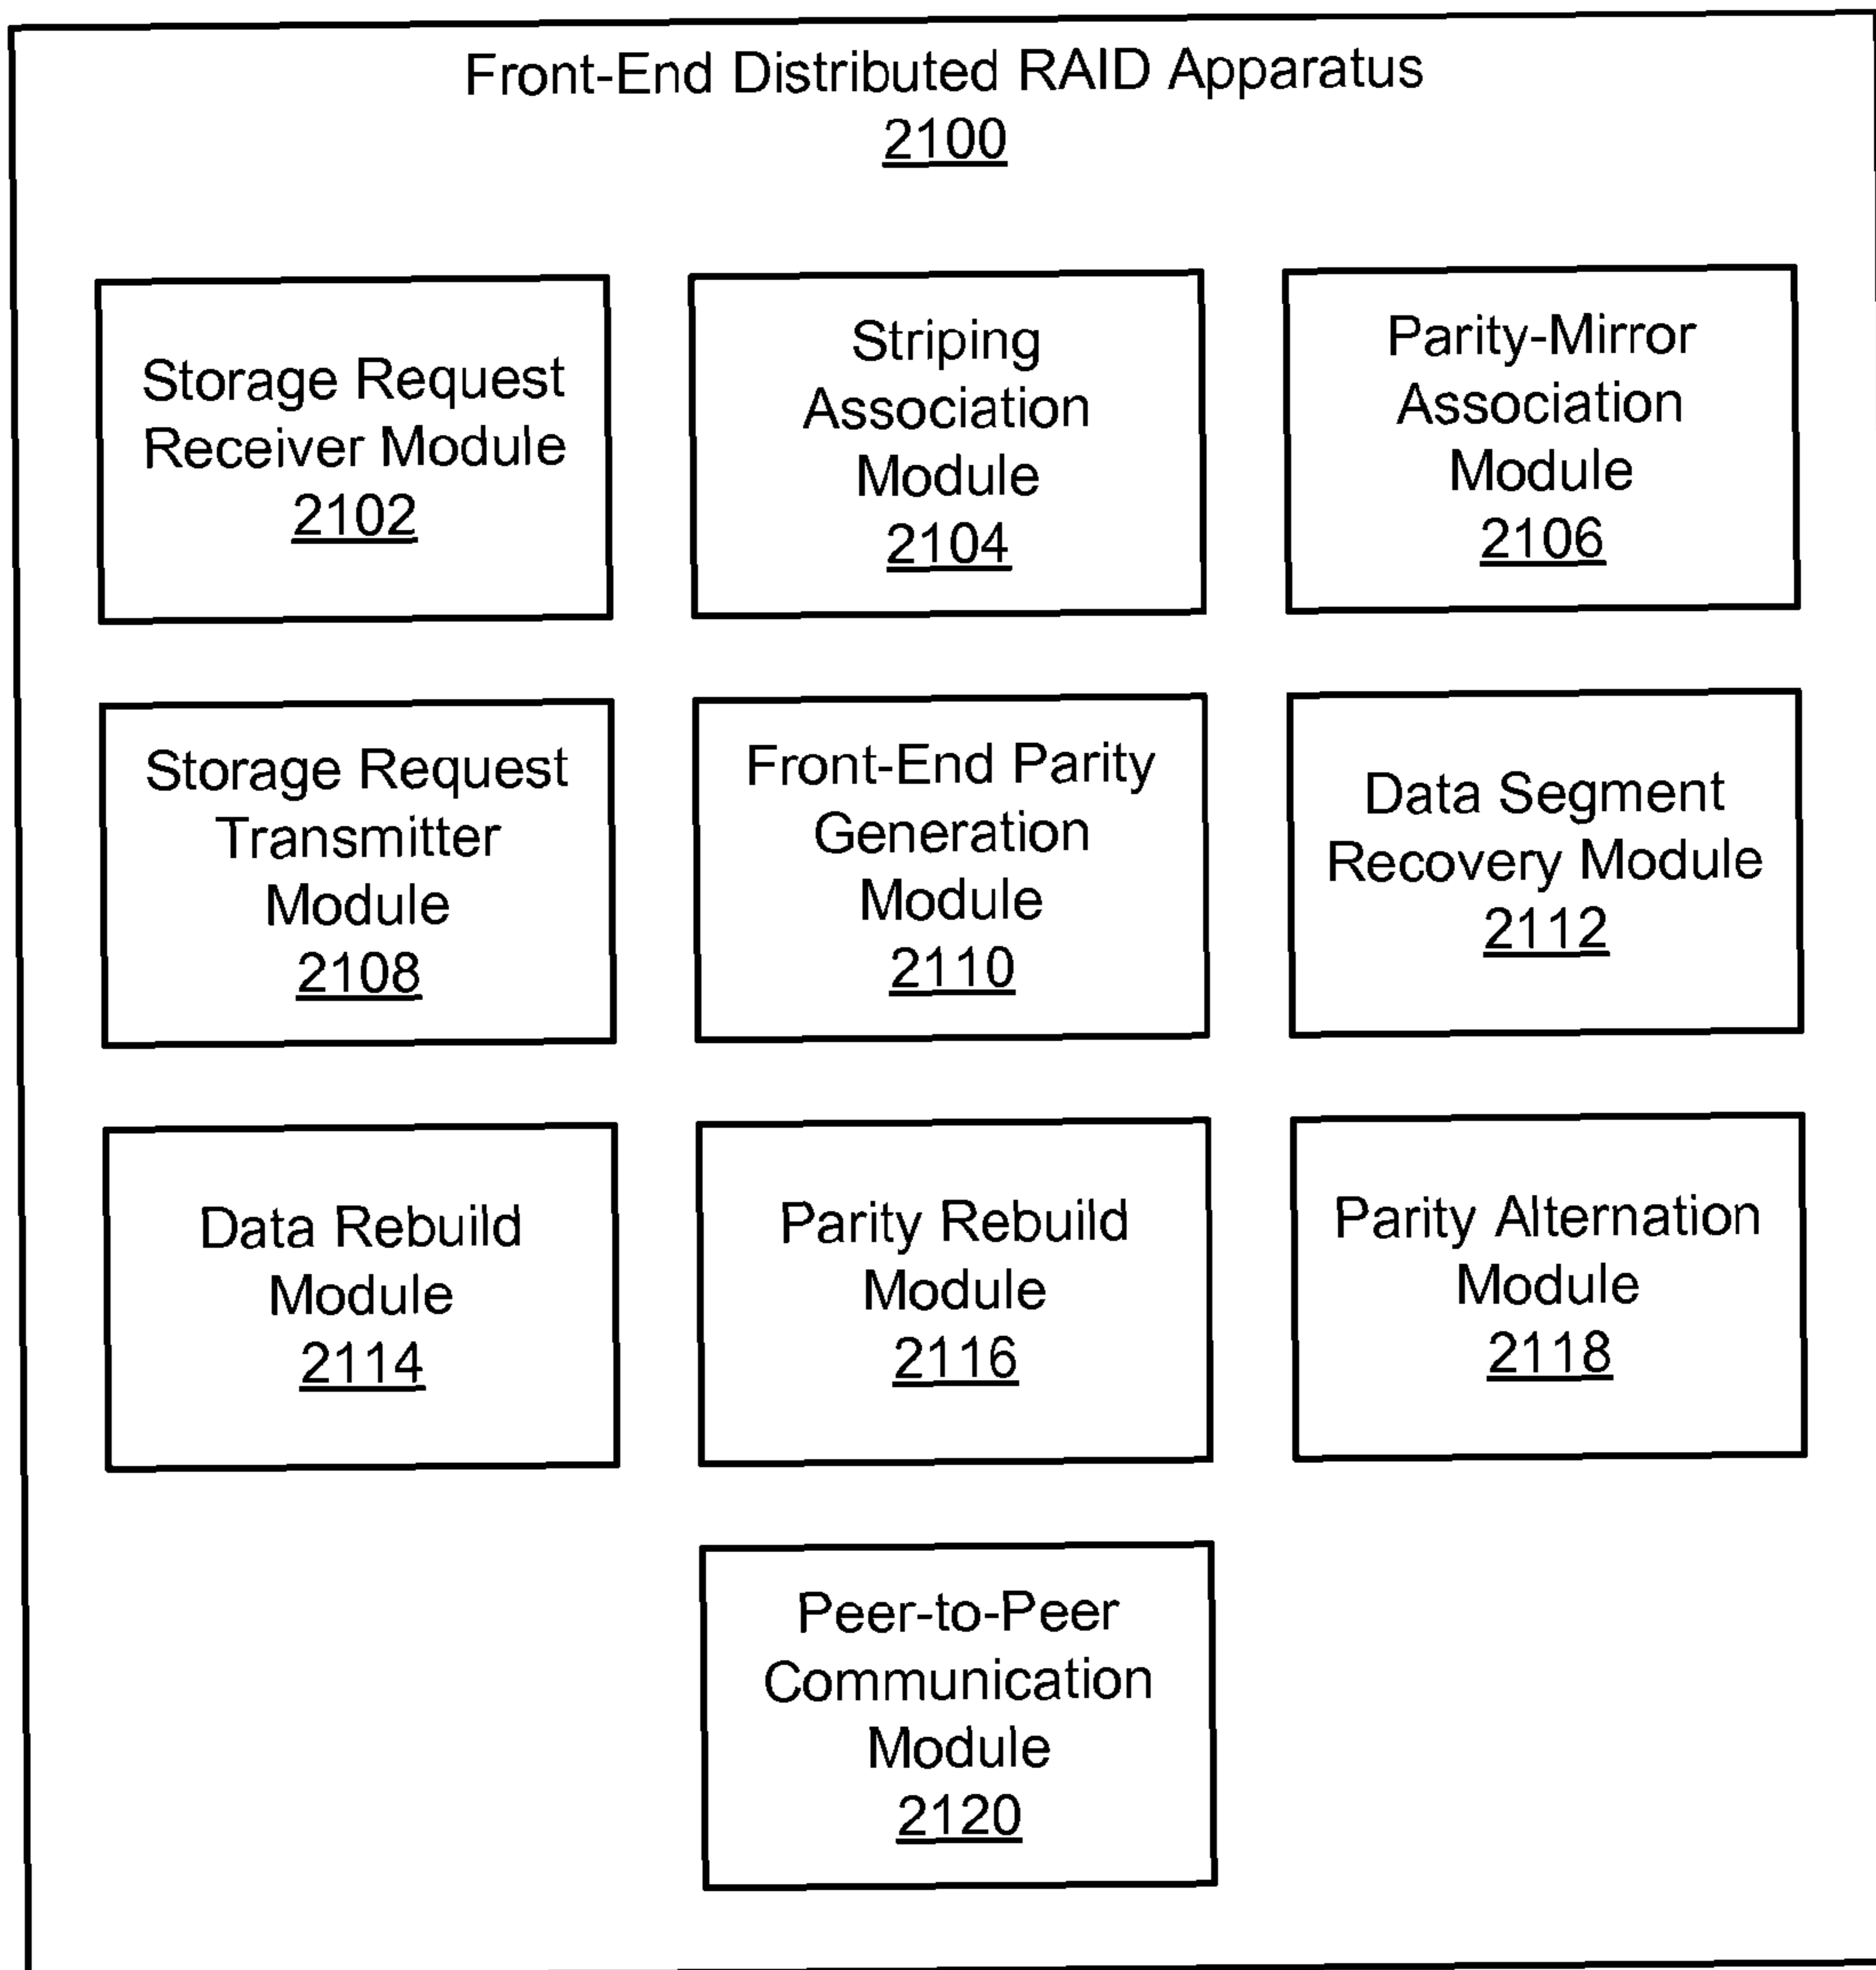 Front-End Distributed RAID Apparatus
2100
Storage Request
Receiver Module
2102
Striping
Association
Module
2104
Parity-Mirror
Association
Module
2106
Storage Request
Transmitter
Module
2108
Front-End Parity
Generation
Module
2110
Data Segment
Recovery Module
2112
Data Rebuild
Module
2114
Parity Rebuild
Module
2116
Parity Alternation
Module
2118
Peer-to-Peer
Communication
Module
2120